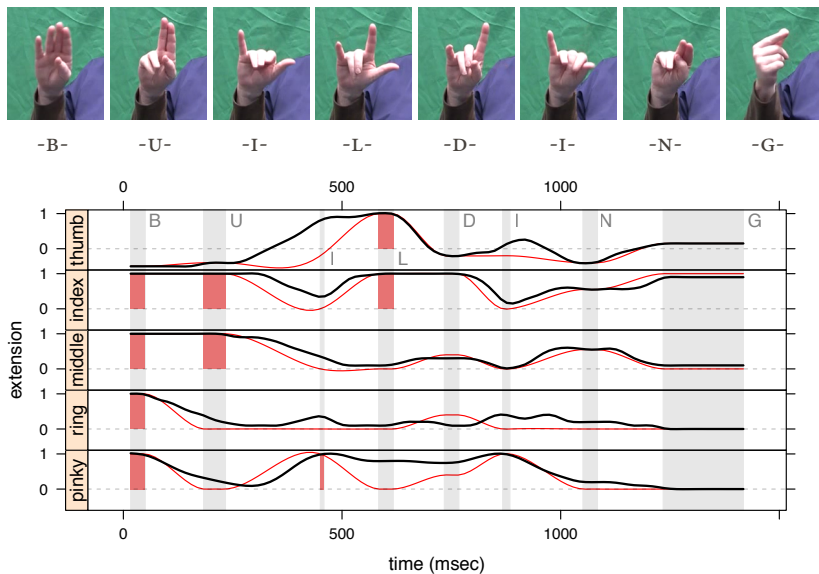 -B- -U- -I- -L- -D- -I- -N- -G-
0 500 1000
B U I L D I N G
thumb
1
0
index
1
0
middle
1
0
ring
1
0
pinky
1
0
extension
0 500 1000
time (msec)